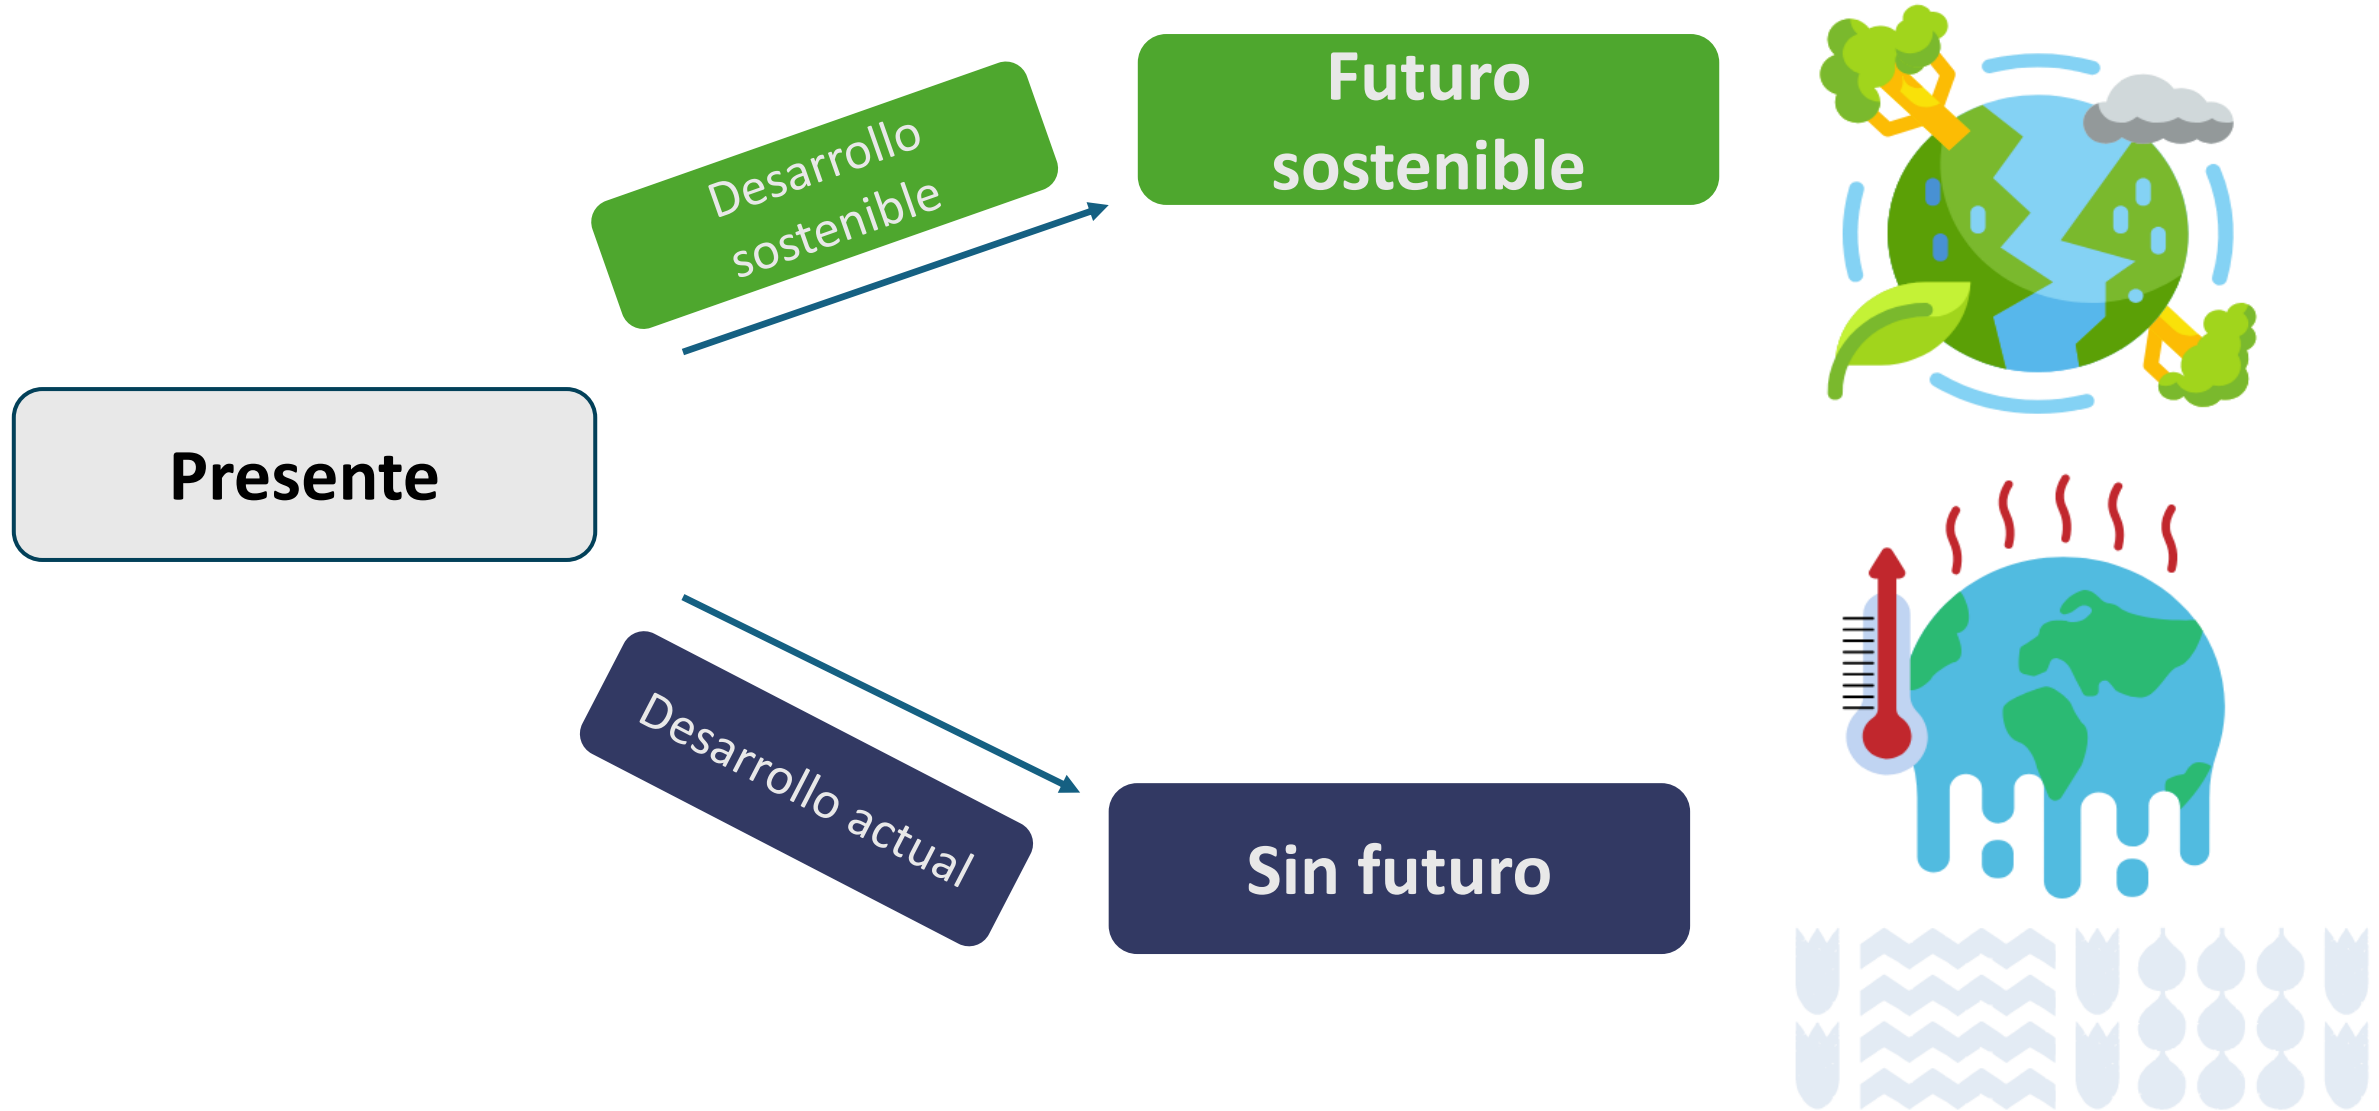 Futuro
sostenible
Desarrollo
sostenible
Presente
Desarrollo actual
Sin futuro